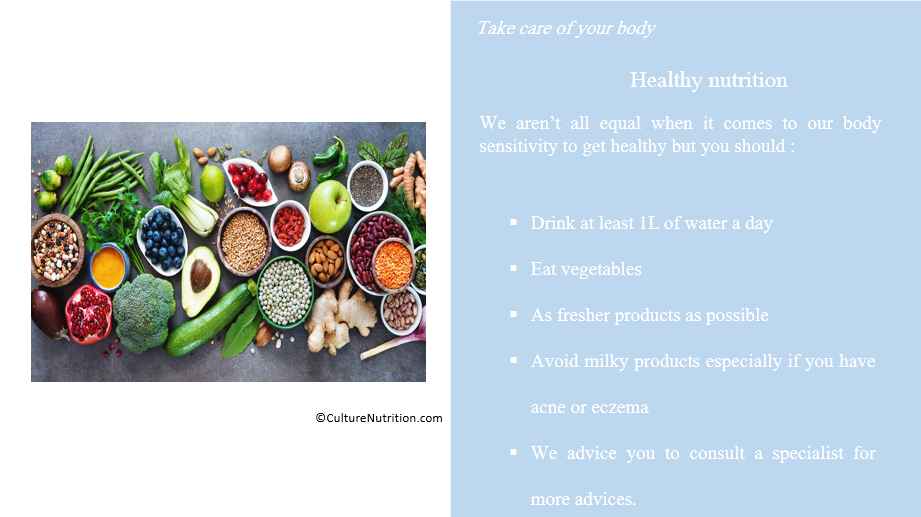 Take care of your body
Healthy nutrition
We aren’t all equal when it comes to our body
sensitivity to get healthy but you should :
▪ Drink at least 1L of water a day
▪ Eat vegetables
▪ As fresher products as possible
▪ Avoid milky products especially if you have
acne or eczema
▪ We advice you to consult a specialist for
more advices.
©CultureNutrition.com